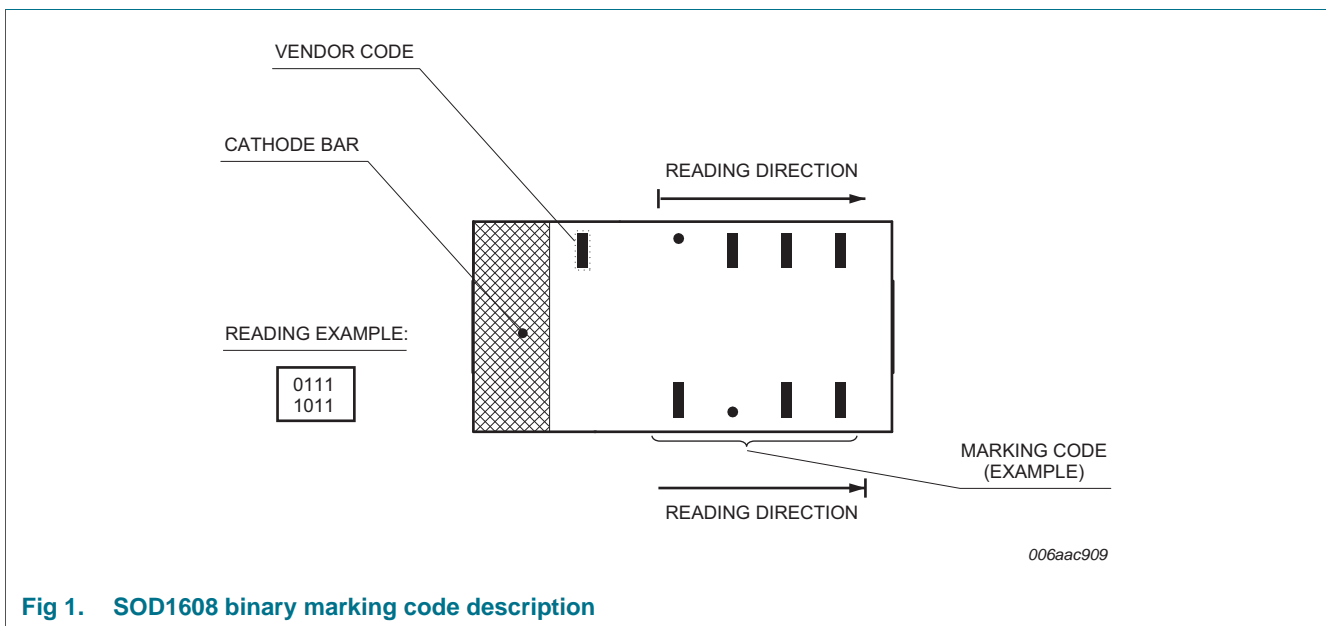 VENDOR CODE
CATHODE BAR
READING DIRECTION
READING EXAMPLE:
0111
1011
MARKING CODE
(EXAMPLE)
READING DIRECTION
006aac909
Fig 1. SOD1608 binary marking code description